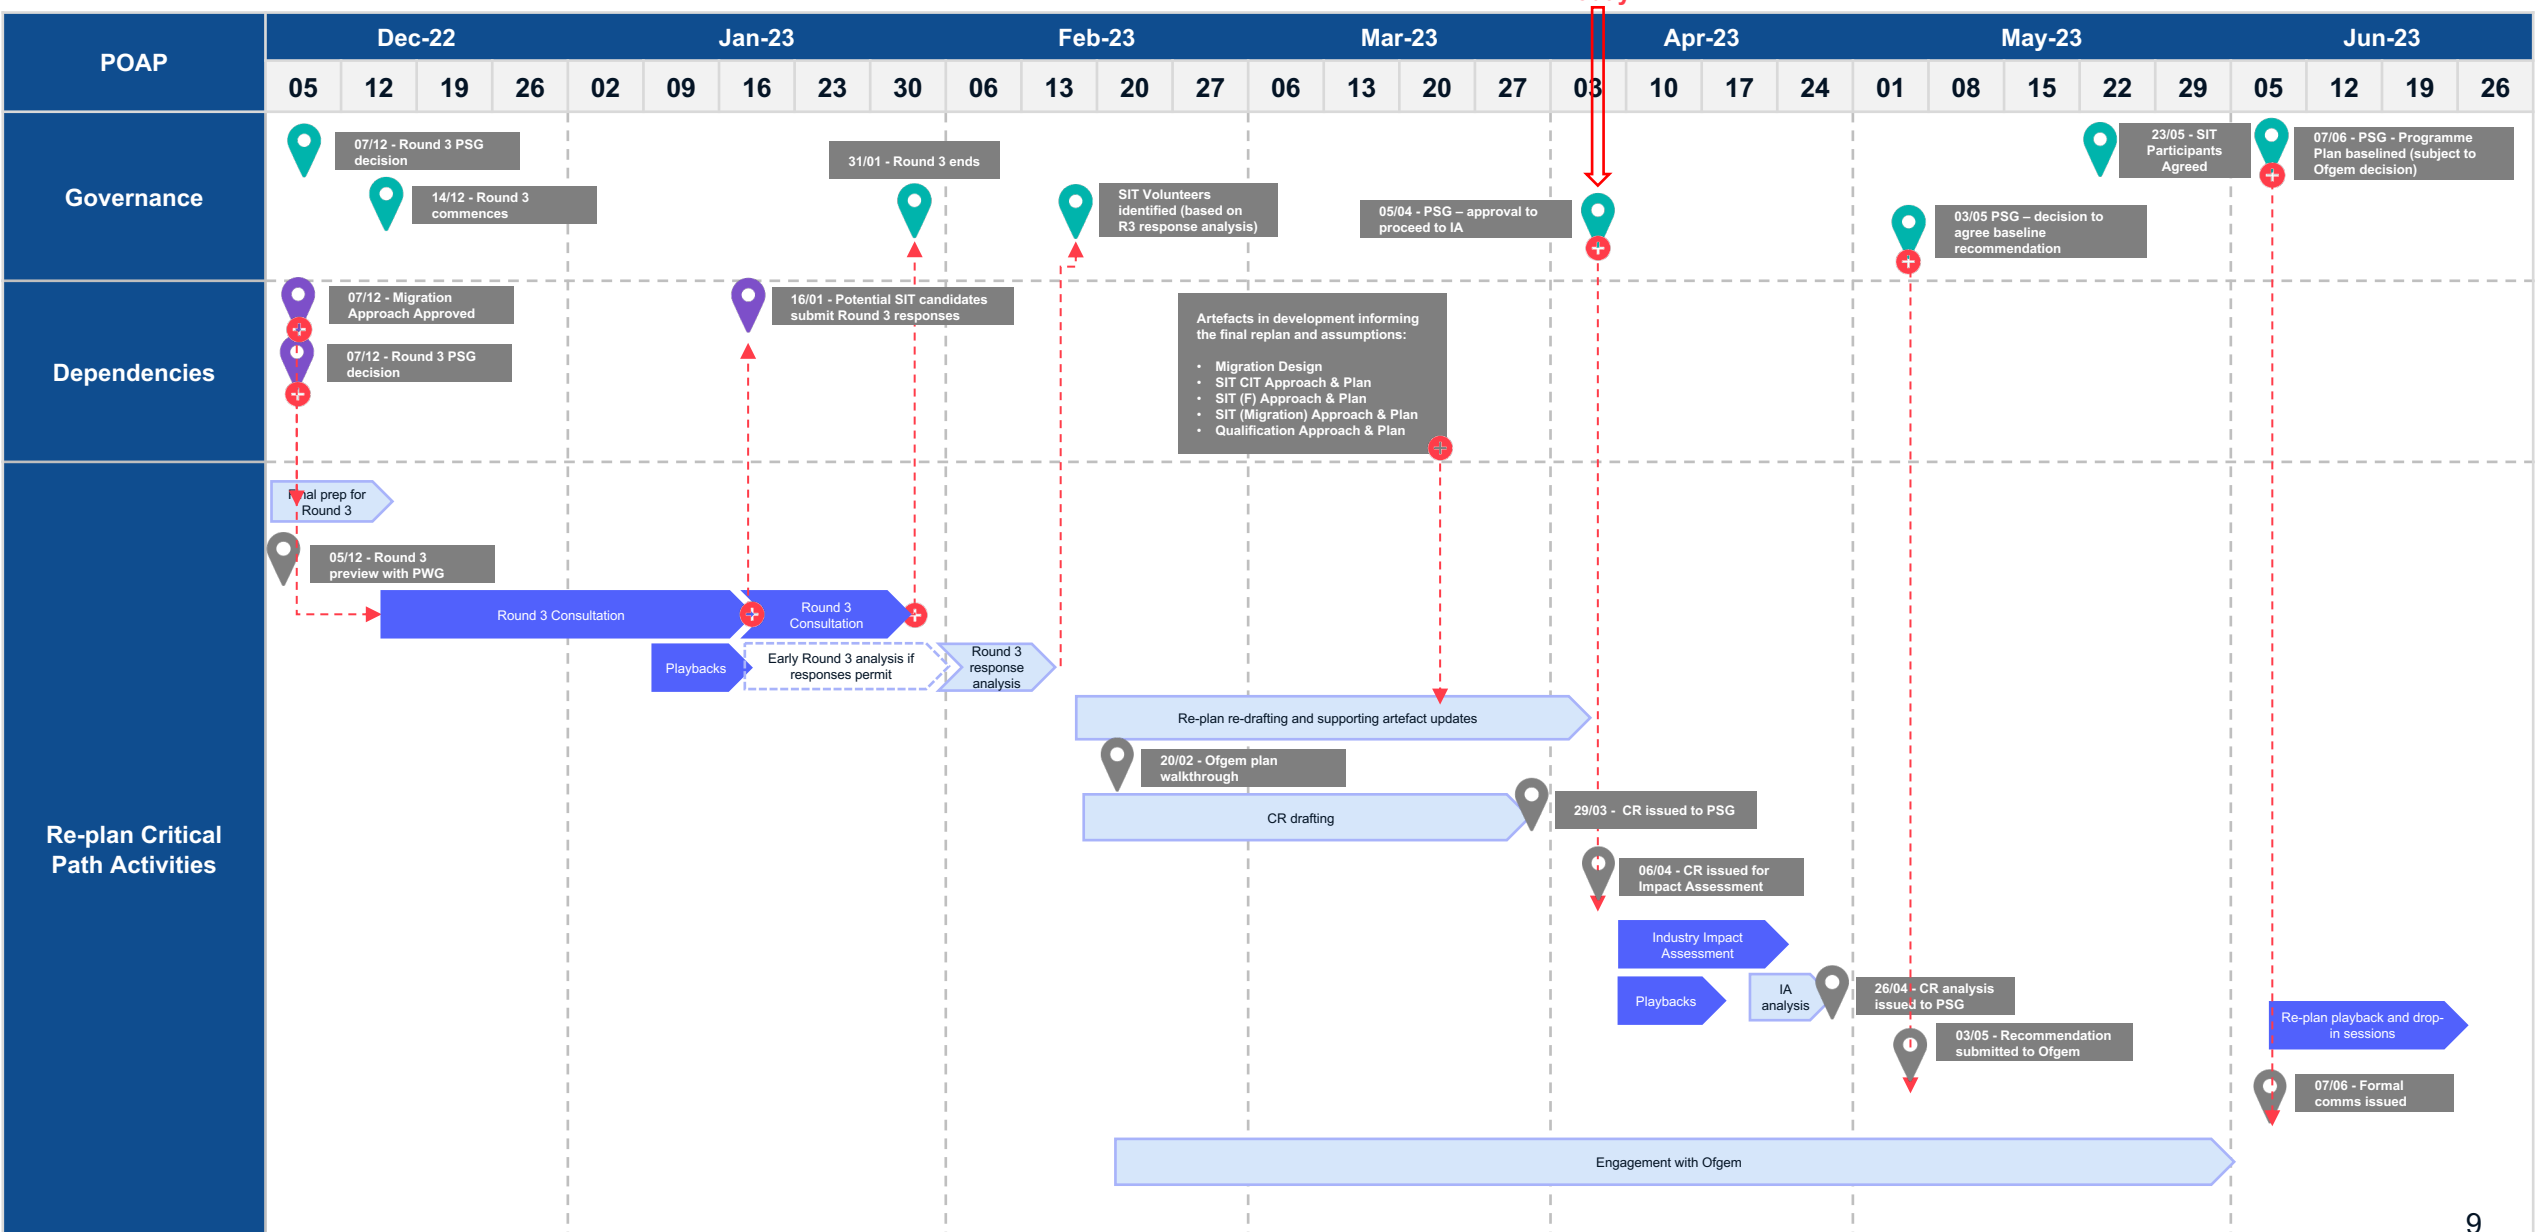 POAP
Dec-22
Jan-23
Feb-23
Mar-23
Apr-23
May-23
Jun-23
05 12 19 26 02 09 16 23 30 06 13 20 27 06 13 20 27 03 10 17 24 01 08 15 22 29 05 12 19 26
Governance
07/12 - Round 3 PSG
decision
14/12 - Round 3
commences
31/01 - Round 3 ends
SIT Volunteers
identified (based on
R3 response analysis)
05/04 - PSG – approval to
proceed to IA
03/05 PSG – decision to
agree baseline
recommendation
23/05 - SIT
Participants
Agreed
07/06 - PSG - Programme
Plan baselined (subject to
Ofgem decision)
Dependencies
07/12 - Migration
Approach Approved
07/12 - Round 3 PSG
decision
16/01 - Potential SIT candidates
submit Round 3 responses
Artefacts in development informing
the final replan and assumptions:
• Migration Design
• SIT CIT Approach & Plan
• SIT (F) Approach & Plan
• SIT (Migration) Approach & Plan
• Qualification Approach & Plan
Re-plan Critical
Path Activities
Final prep for
Round 3
05/12 - Round 3
preview with PWG
Round 3 Consultation
Round 3
Consultation
Playbacks
Early Round 3 analysis if
responses permit
Round 3
response
analysis
Re-plan re-drafting and supporting artefact updates
20/02 - Ofgem plan
walkthrough
CR drafting
29/03 - CR issued to PSG
06/04 - CR issued for
Impact Assessment
Industry Impact
Assessment
Playbacks
IA
analysis
26/04 - CR analysis
issued to PSG
03/05 - Recommendation
submitted to Ofgem
Re-plan playback and drop-
in sessions
07/06 - Formal
comms issued
Engagement with Ofgem
9